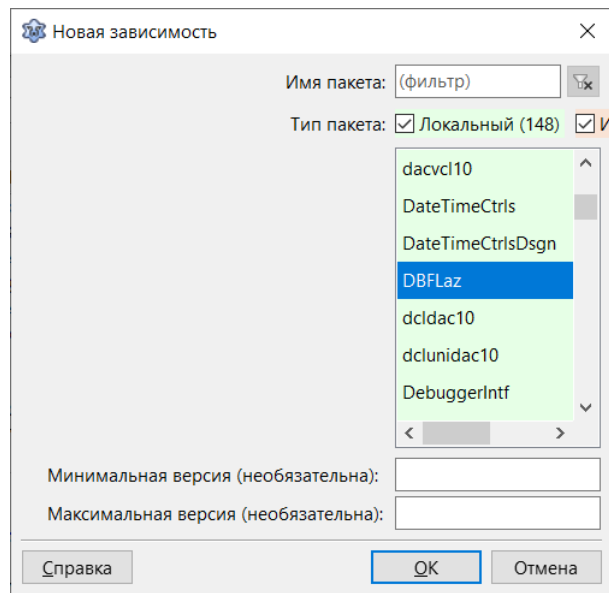 Новая зависимость
Имя пакета: (фильтр)
Тип пакета: Локальный (148) И
dacvcl10
DateTimeCtrls
DateTimeCtrlsDsgn
DBFLaz
dcldac10
dclunidac10
DebuggerIntf
Минимальная версия (необязательна):
Максимальная версия (необязательна):
Справка ОК Отмена